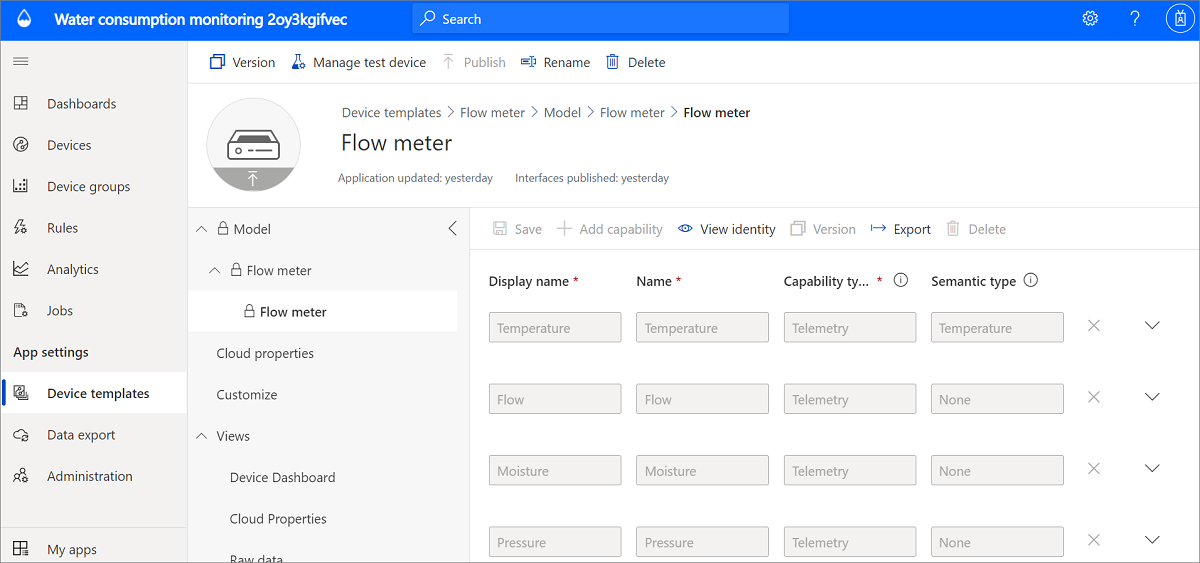 Water consumption monitoring 2oy3kgifvec
Search
Version
Manage test device
Publish
Rename
Delete
Dashboards
Devices
Device groups
Rules
Analytics
Jobs
App settings
Device templates
Data export
Administration
My apps
Device templates > Flow meter > Model > Flow meter > Flow meter
Flow meter
Application updated: yesterday Interfaces published: yesterday
Model
Flow meter
Flow meter
Cloud properties
Customize
Views
Device Dashboard
Cloud Properties
Raw data
Save
Add capability
View identity
Version
Export
Delete
Display name * Name * Capability ty... * Semantic type
Temperature Temperature Telemetry Temperature
Flow Flow Telemetry None
Moisture Moisture Telemetry None
Pressure Pressure Telemetry None